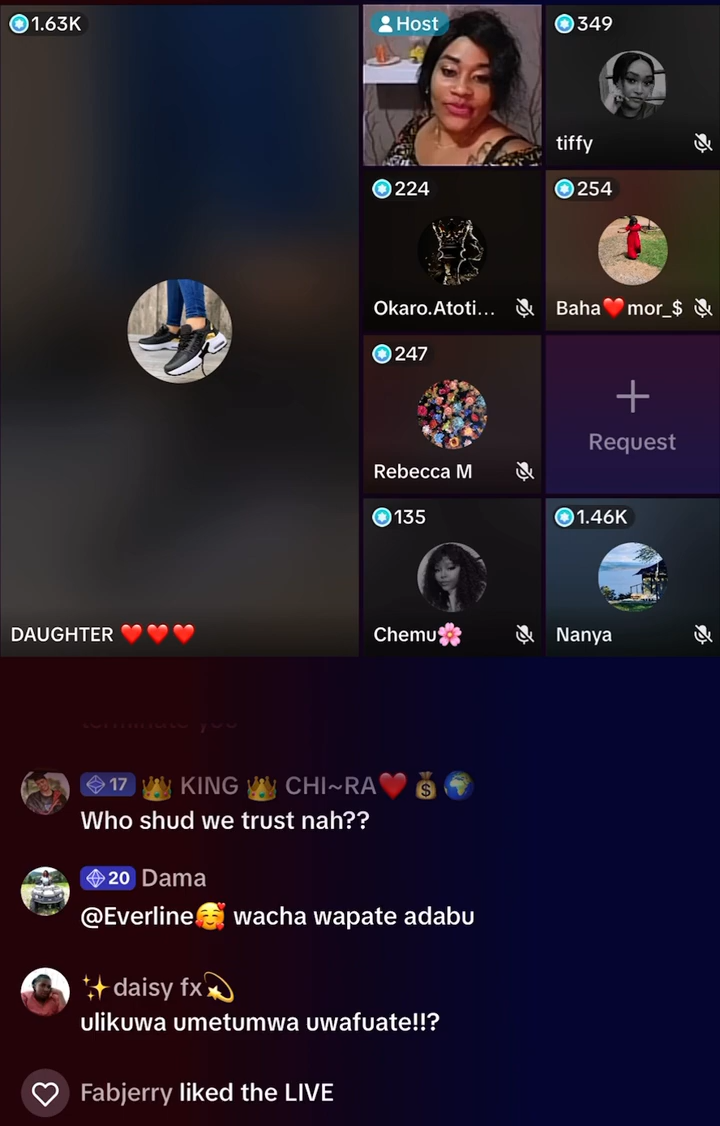 1.63K
Host
349
tiffy
224
Okaro.Atoti...
254
Baha❤️mor_$
247
Rebecca M
Request
135
Chemu🌸
1.46K
Nanya
DAUGHTER ❤️❤️❤️
terminate you
17 👑 KING 👑 CHI~RA❤️💰🌍
Who shud we trust nah??
20 Dama
@Everline🥰 wacha wapate adabu
✨daisy fx💫
ulikuwa umetumwa uwafuate!!?
Fabjerry liked the LIVE